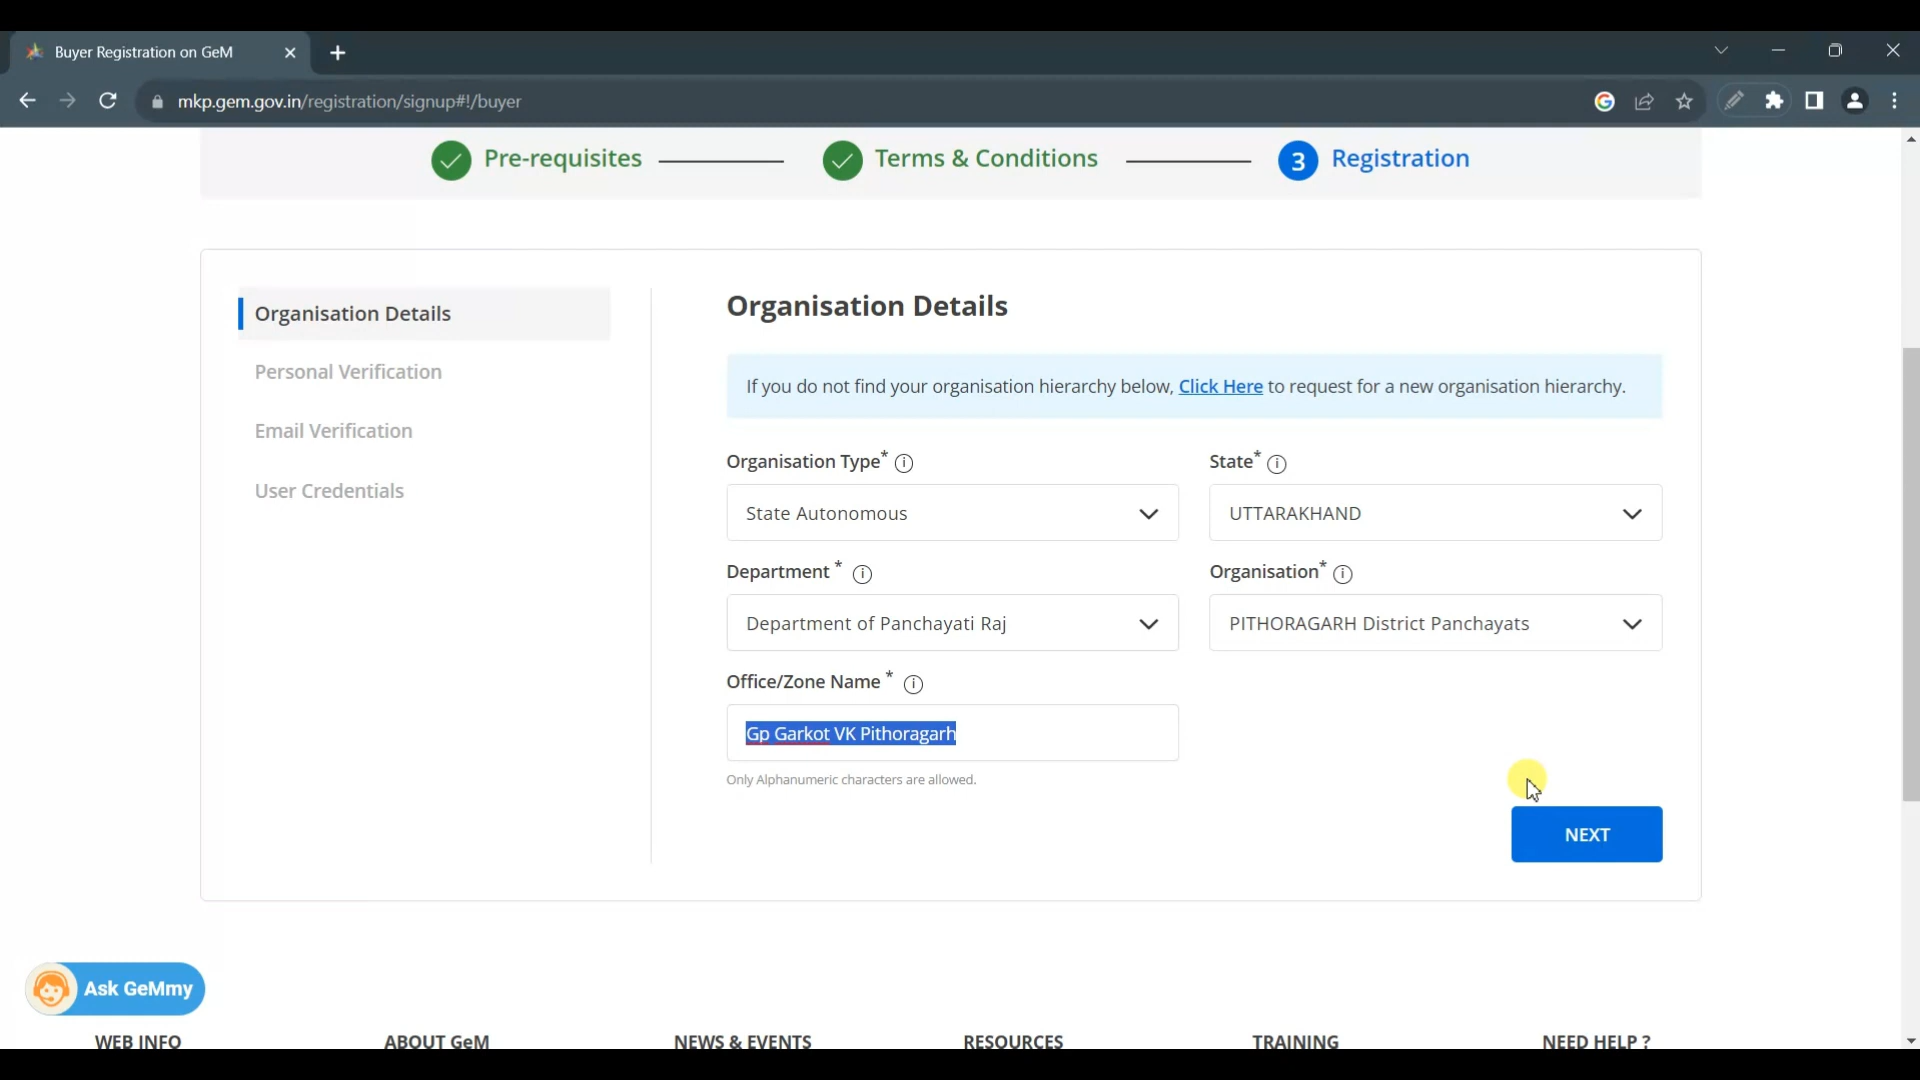 Buyer Registration on GeM
mkp.gem.gov.in/registration/signup#!/buyer
Pre-requisites
Terms & Conditions
3 Registration
Organisation Details
Personal Verification
Email Verification
User Credentials
Organisation Details
If you do not find your organisation hierarchy below, Click Here to request for a new organisation hierarchy.
Organisation Type*
State*
State Autonomous
UTTARAKHAND
Department *
Organisation*
Department of Panchayati Raj
PITHORAGARH District Panchayats
Office/Zone Name *
Gp Garkot VK Pithoragarh
Only Alphanumeric characters are allowed.
NEXT
Ask GeMmy
WEB INFO
ABOUT GeM
NEWS & EVENTS
RESOURCES
TRAINING
NEED HELP ?